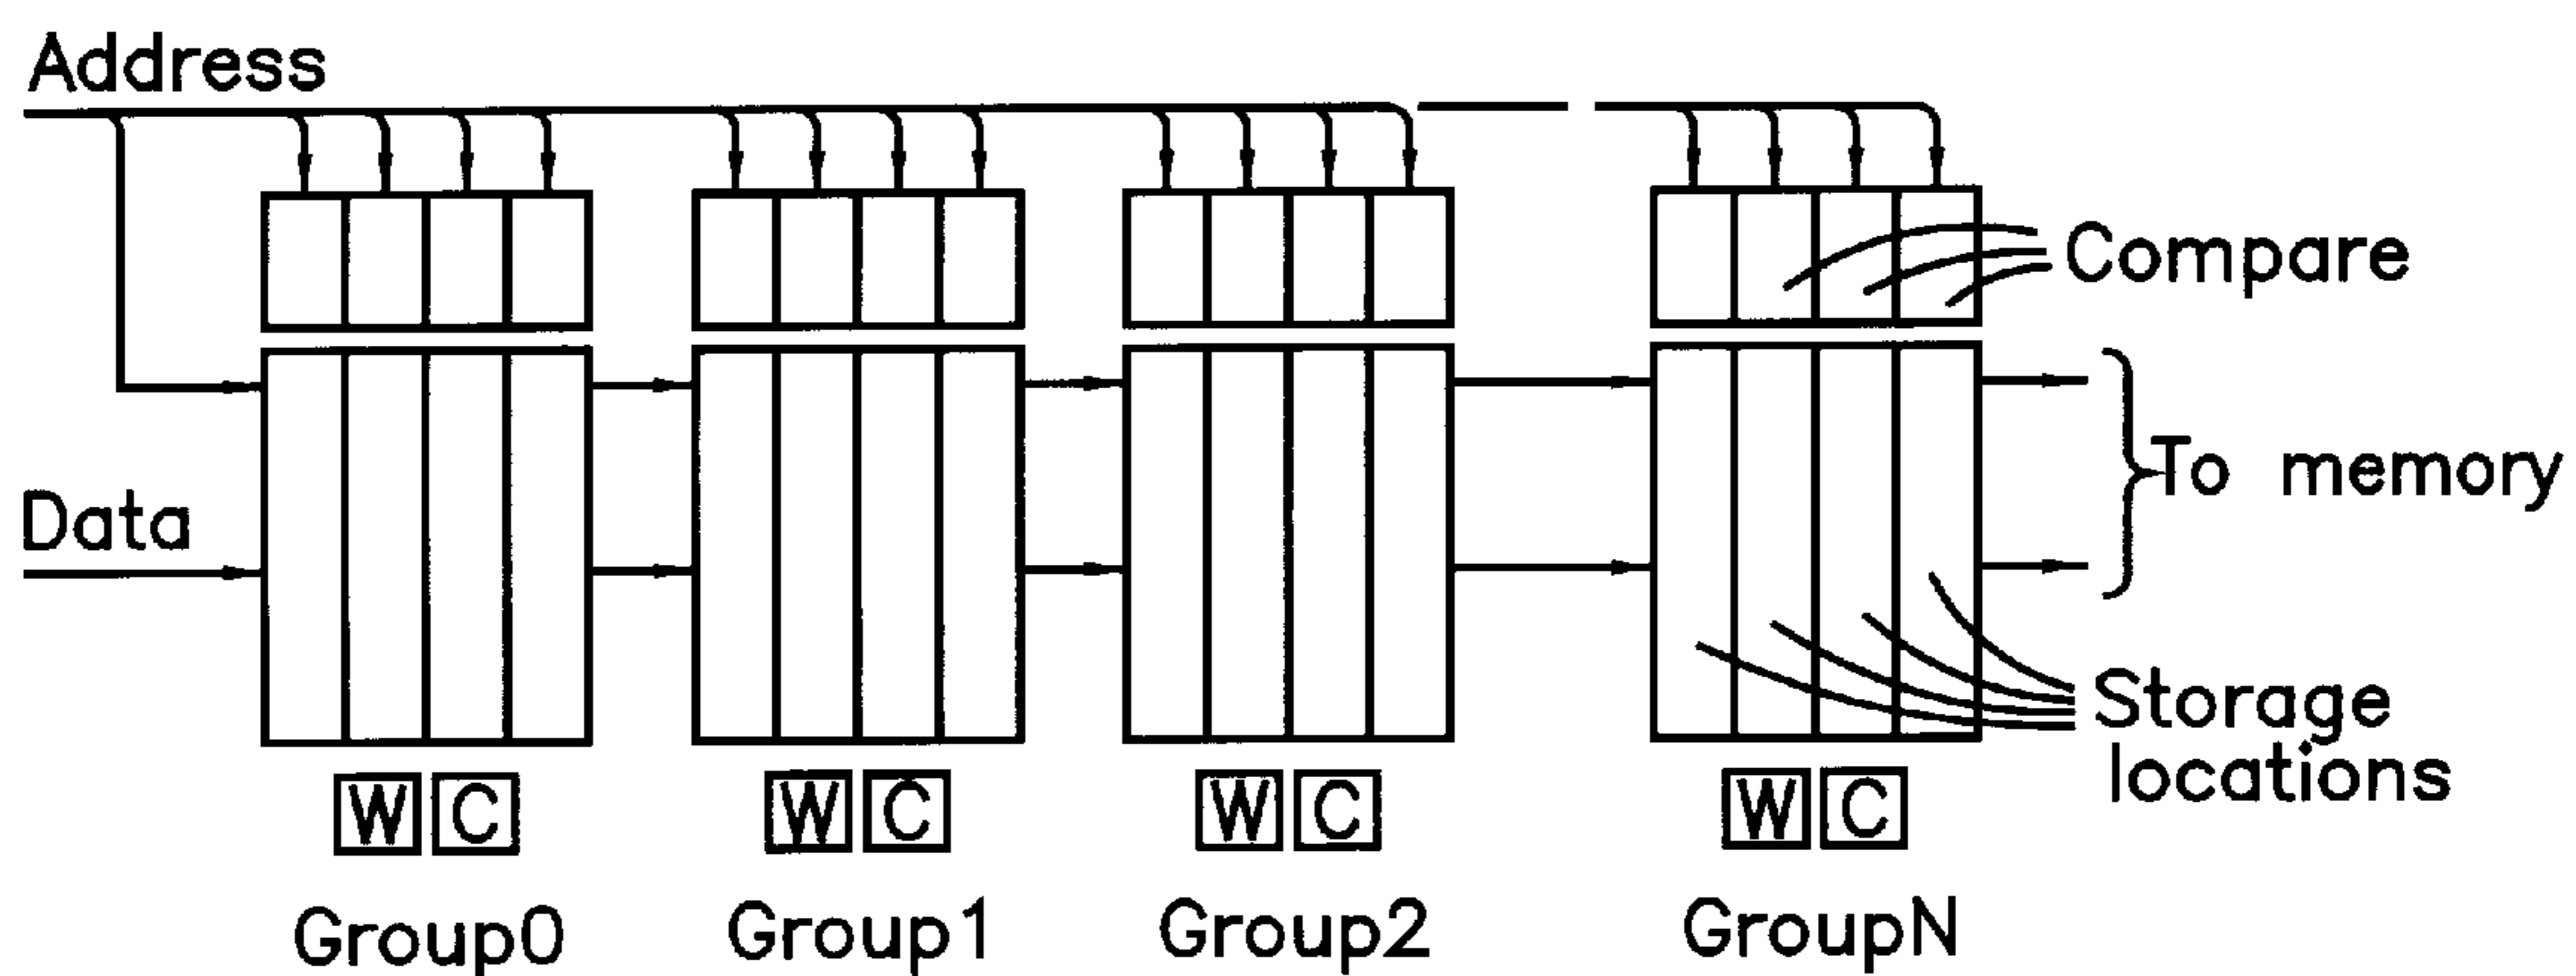 Address
Compare
To memory
Data
Storage
locations
W C W C W C W C
Group0 Group1 Group2 GroupN